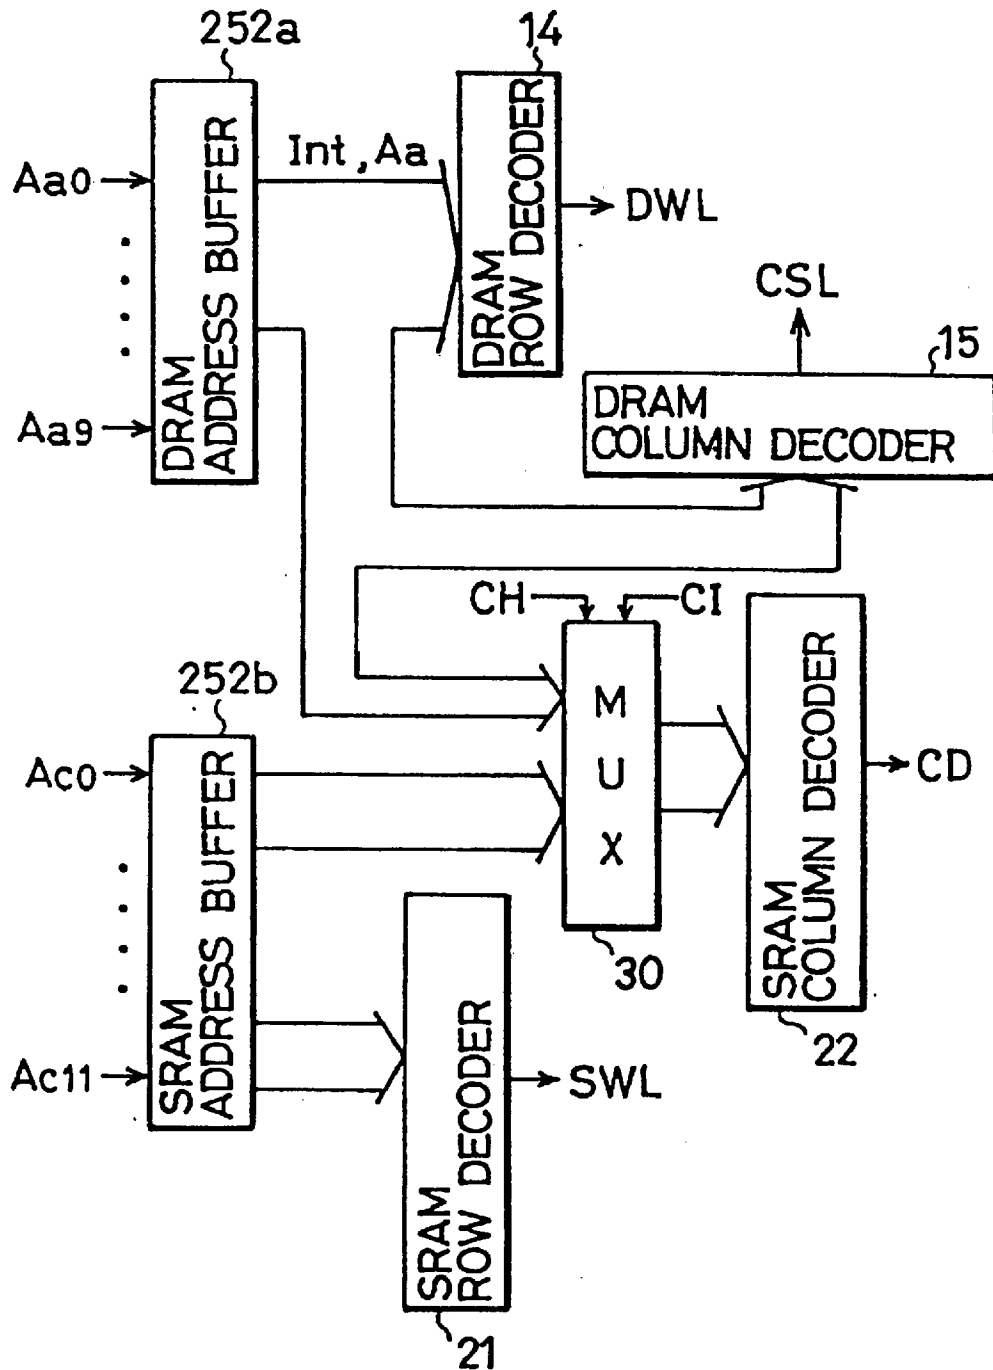 252a
14
Aa0
Int, Aa
DRAM
ADDRESS BUFFER
DRAM
ROW DECODER
DWL
CSL
15
Aa9
DRAM
COLUMN DECODER
CH
CI
252b
MUX
Ac0
SRAM
ADDRESS BUFFER
SRAM
COLUMN DECODER
CD
30
22
Ac11
SRAM
ROW DECODER
SWL
21